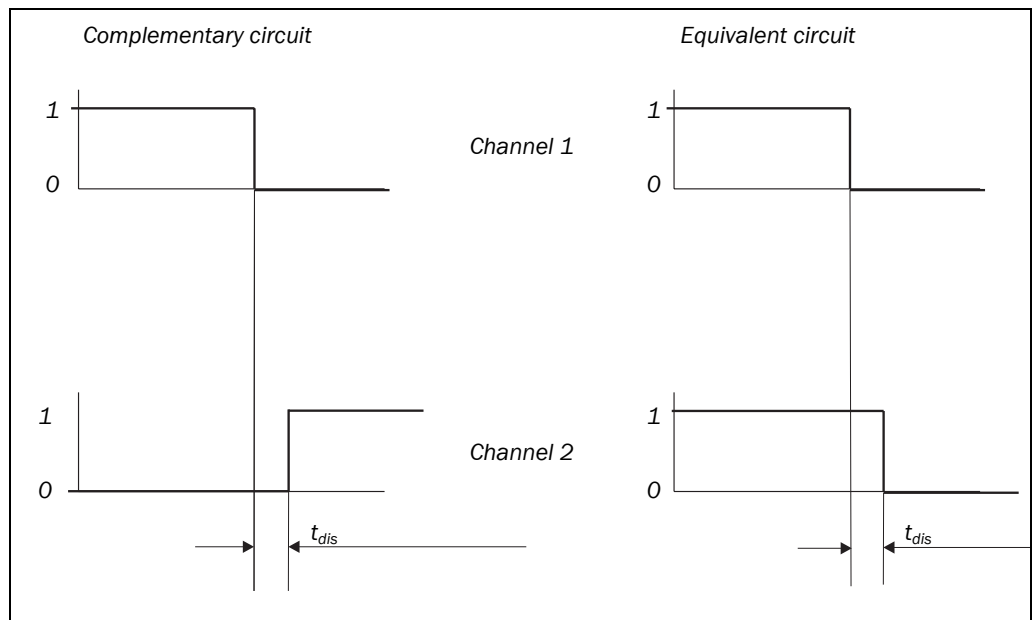 Complementary circuit
Equivalent circuit
1
0
Channel 1
1
0
1
0
Channel 2
1
0
tdis
tdis